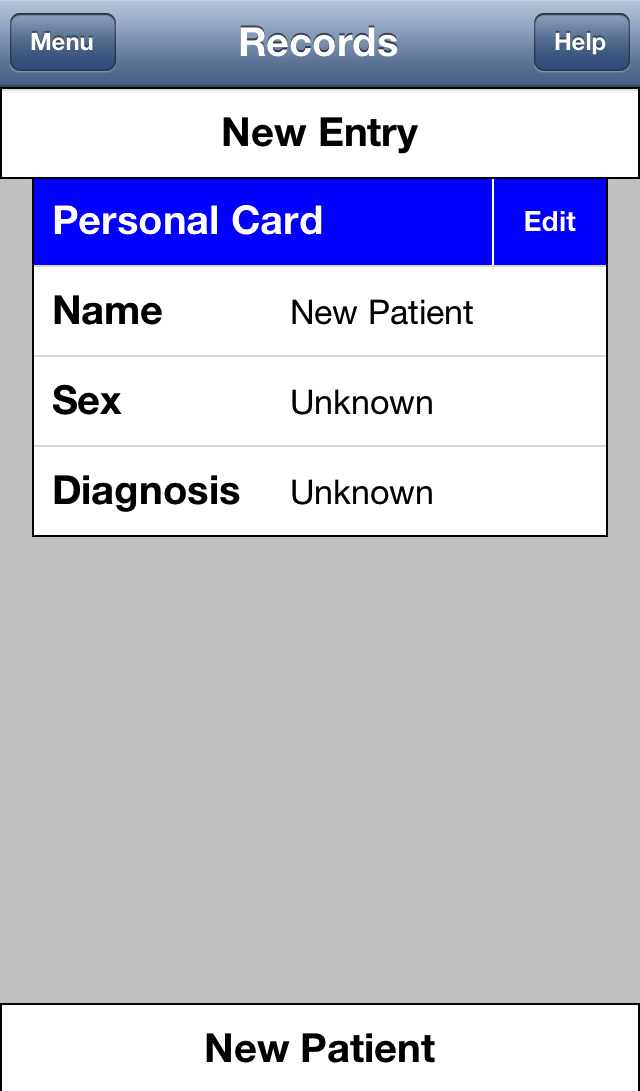 Menu Records Help
New Entry
Personal Card Edit
Name New Patient
Sex Unknown
Diagnosis Unknown
New Patient